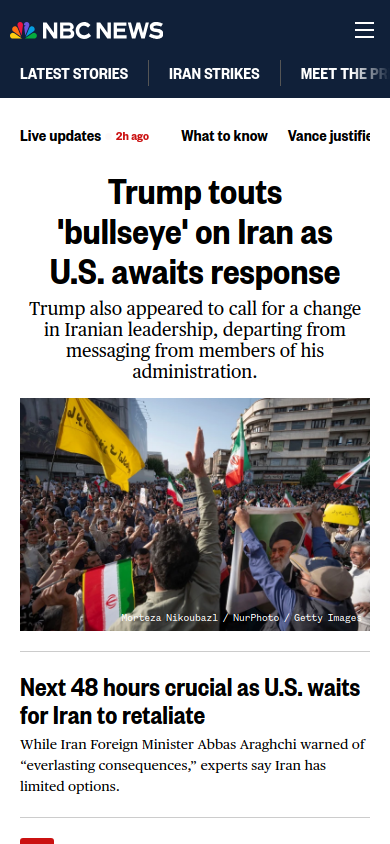 NBC NEWS
LATEST STORIES
IRAN STRIKES
MEET THE PR
Live updates 2h ago
What to know
Vance justifie
Trump touts
'bullseye' on Iran as
U.S. awaits response
Trump also appeared to call for a change
in Iranian leadership, departing from
messaging from members of his
administration.
Morteza Nikoubazl / NurPhoto / Getty Images
Next 48 hours crucial as U.S. waits
for Iran to retaliate
While Iran Foreign Minister Abbas Araghchi warned of
“everlasting consequences,” experts say Iran has
limited options.